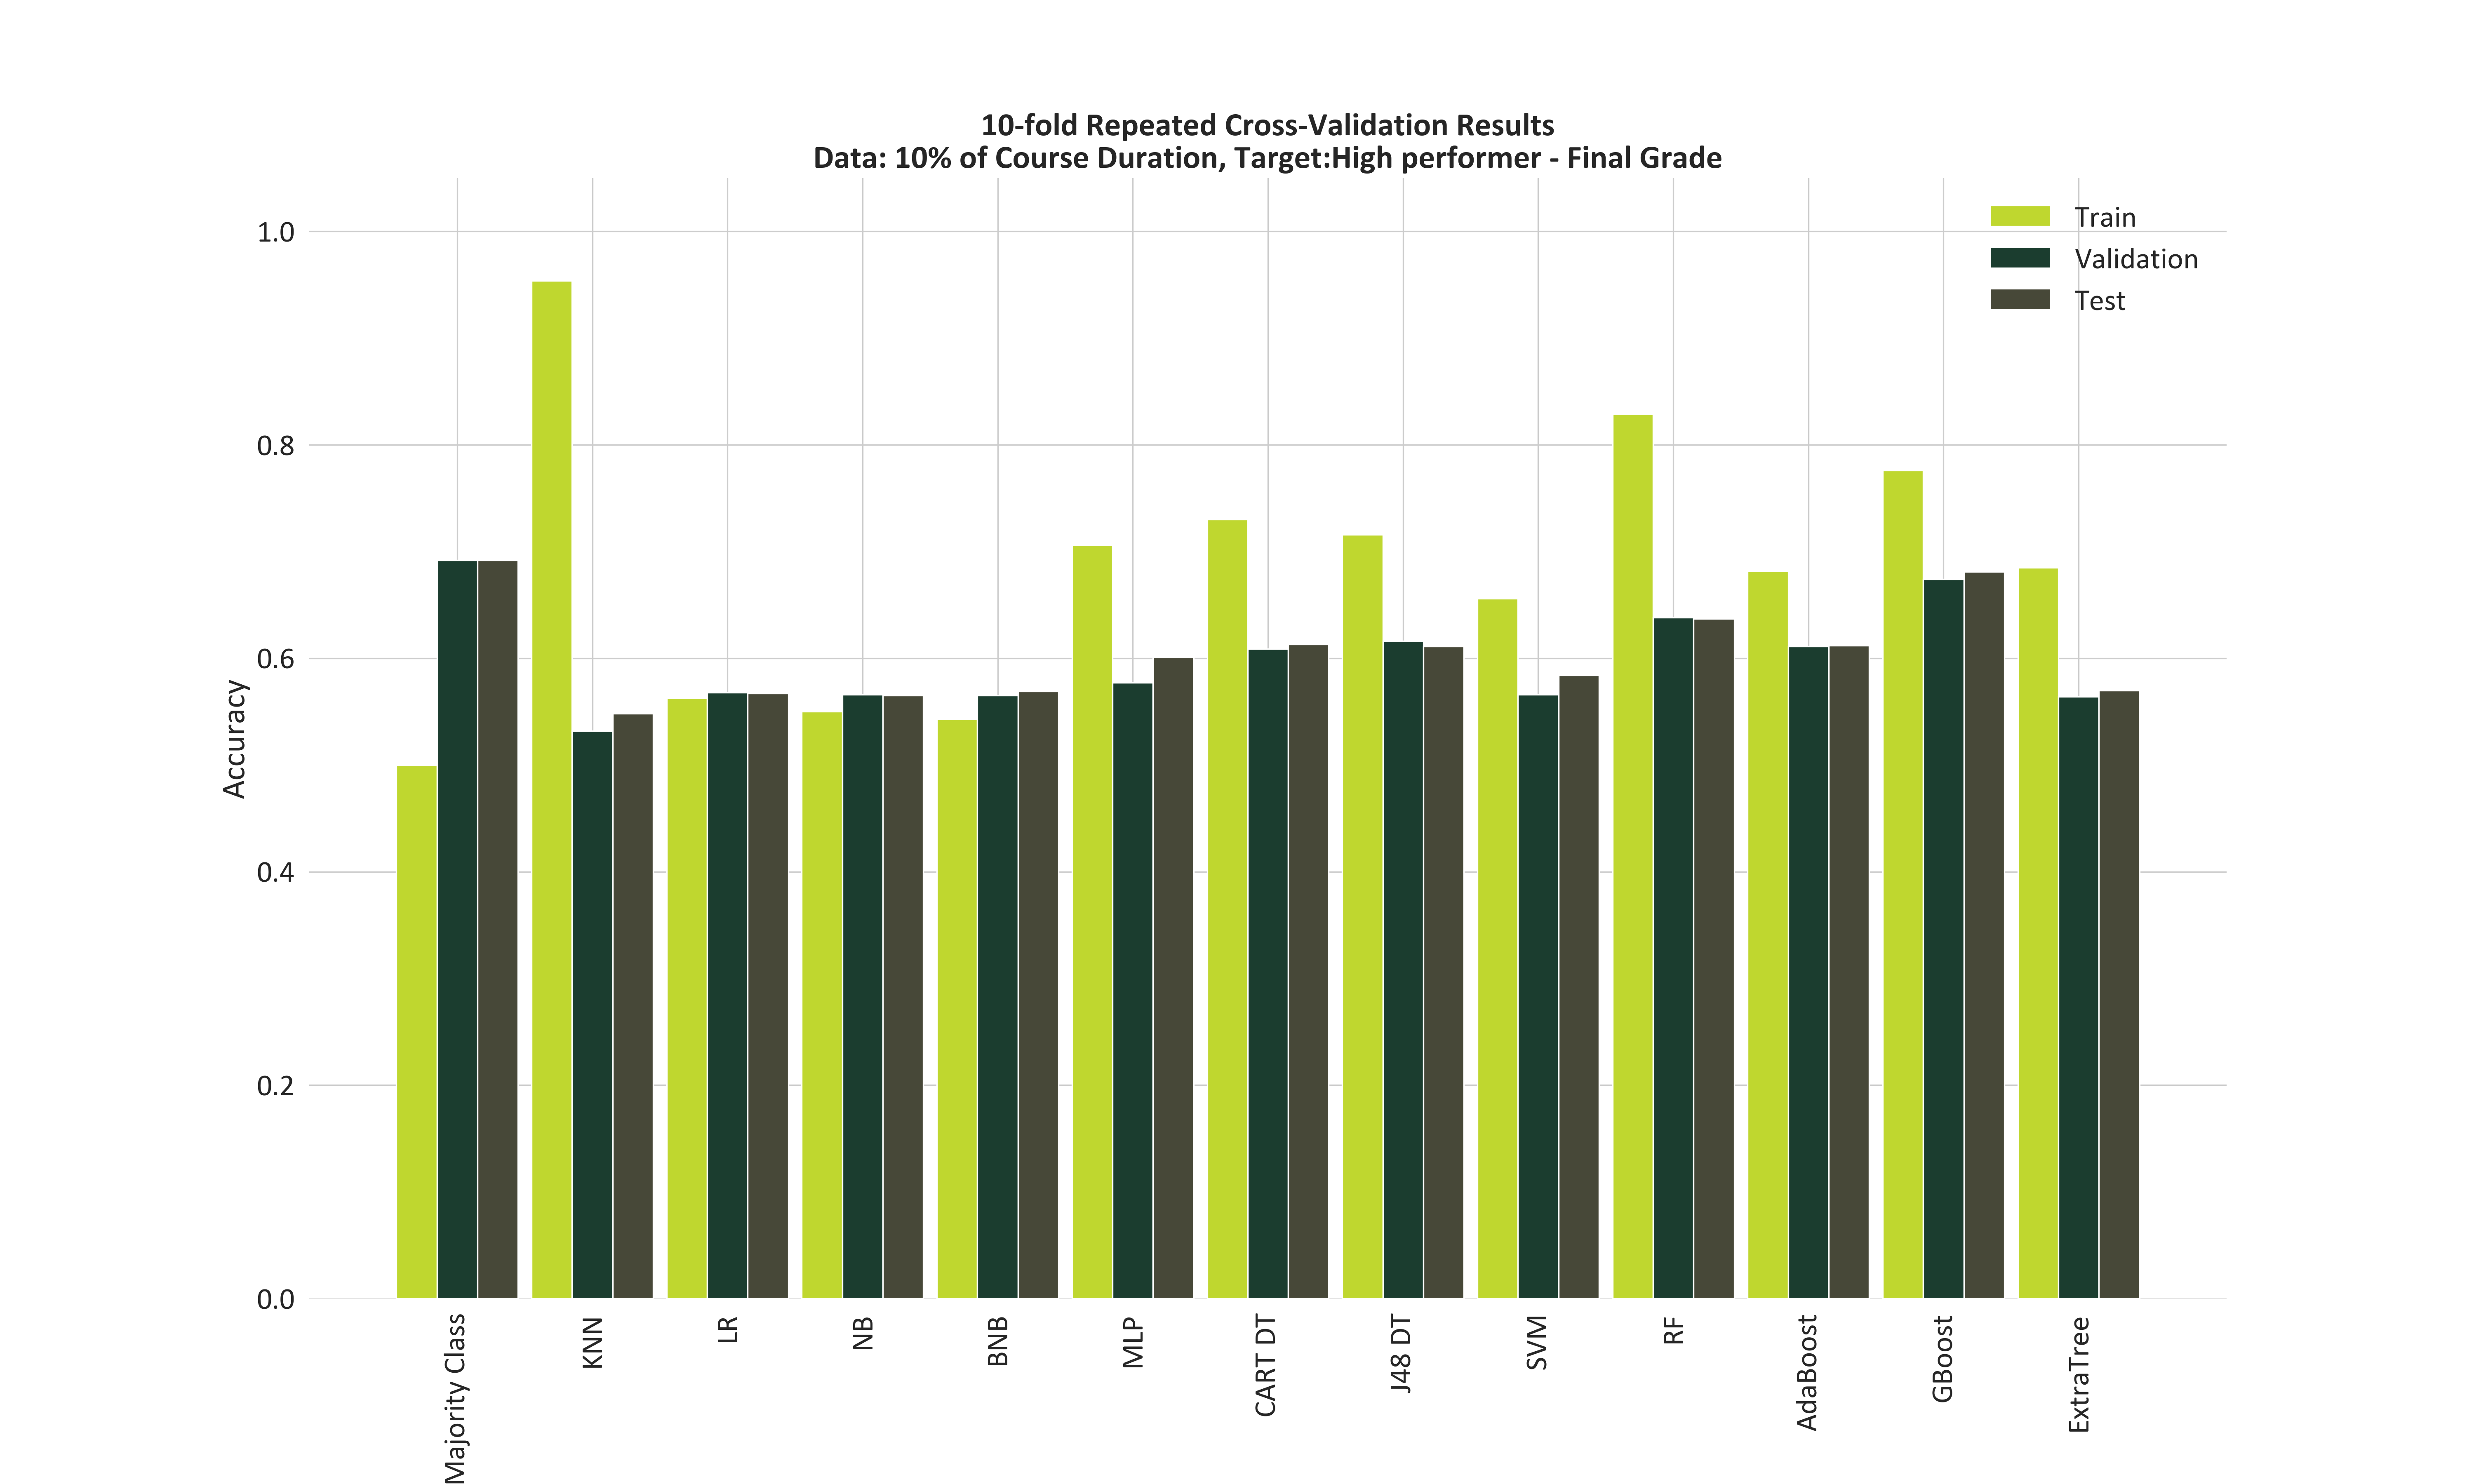 10-fold Repeated Cross-Validation Results
Data: 10% of Course Duration, Target:High performer - Final Grade
Train
Validation
Test
Accuracy
1.0
0.8
0.6
0.4
0.2
0.0
Majority Class
KNN
LR
NB
BNB
MLP
CART DT
J48 DT
SVM
RF
AdaBoost
GBoost
ExtraTree